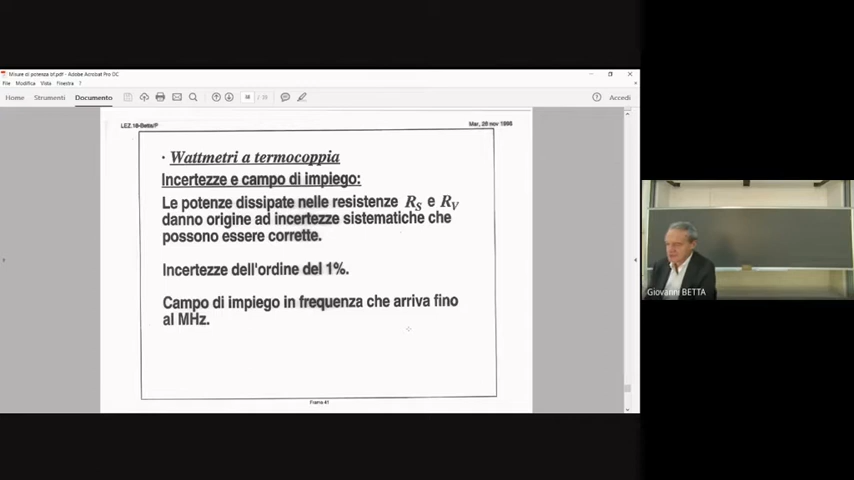 Misure di potenza bf.pdf - Adobe Acrobat Pro DC
File Modifica Vista Finestra ?
Home Strumenti Documento
Accedi
LEZ.18-Betta/P
Mar, 26 nov 1996
· Wattmetri a termocoppia
Incertezze e campo di impiego:
Le potenze dissipate nelle resistenze R_S e R_V
danno origine ad incertezze sistematiche che
possono essere corrette.
Incertezze dell'ordine del 1%.
Campo di impiego in frequenza che arriva fino
al MHz.
Frame 41
Giovanni BETTA